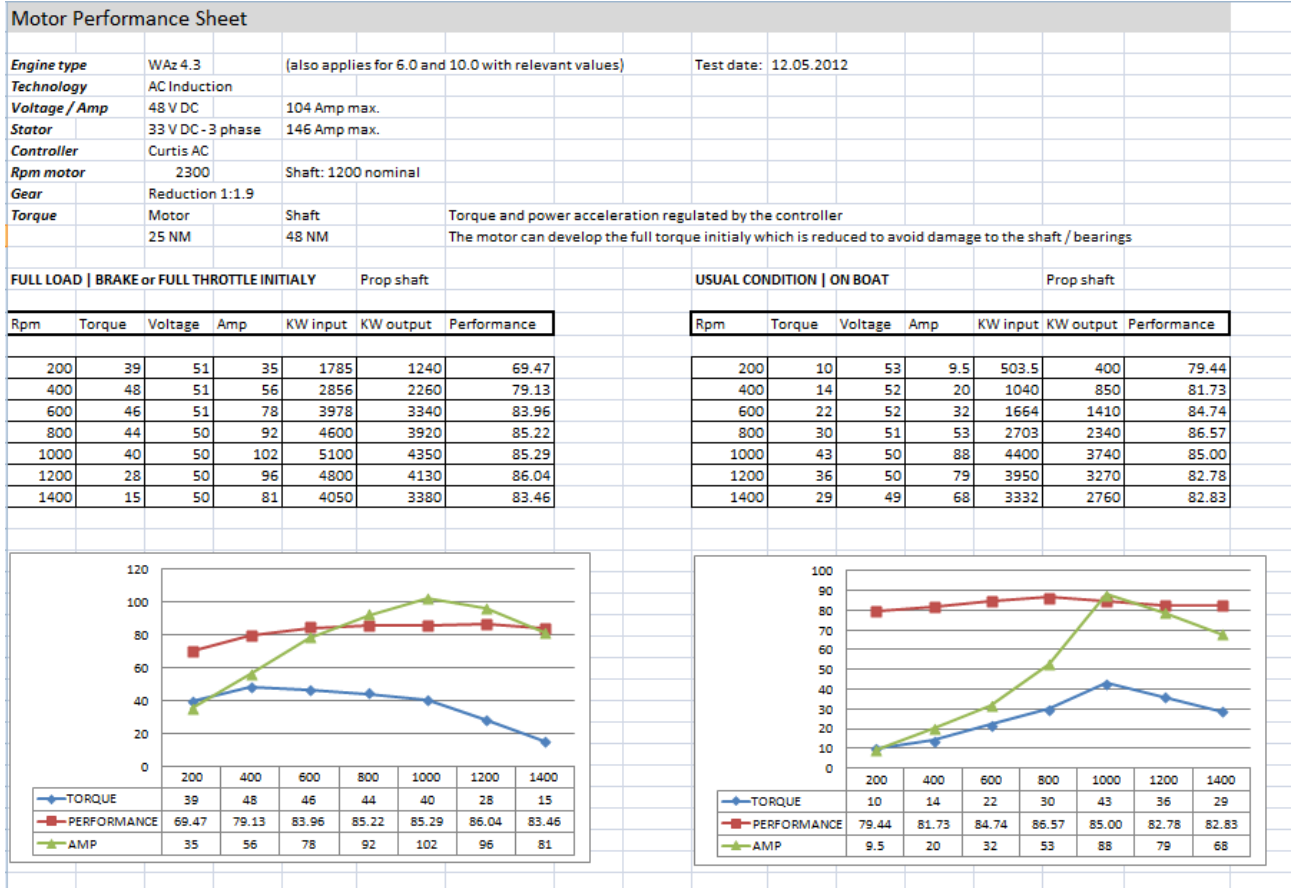 Motor Performance Sheet
Engine type WAz 4.3 (also applies for 6.0 and 10.0 with relevant values) Test date: 12.05.2012
Technology AC Induction
Voltage / Amp 48 V DC 104 Amp max.
Stator 33 V DC - 3 phase 146 Amp max.
Controller Curtis AC
Rpm motor 2300 Shaft: 1200 nominal
Gear Reduction 1:1.9
Torque Motor Shaft Torque and power acceleration regulated by the controller
25 NM 48 NM The motor can develop the full torque initialy which is reduced to avoid damage to the shaft / bearings
FULL LOAD | BRAKE or FULL THROTTLE INITIALY Prop shaft
Rpm Torque Voltage Amp KW input KW output Performance
200 39 51 35 1785 1240 69.47
400 48 51 56 2856 2260 79.13
600 46 51 78 3978 3340 83.96
800 44 50 92 4600 3920 85.22
1000 40 50 102 5100 4350 85.29
1200 28 50 96 4800 4130 86.04
1400 15 50 81 4050 3380 83.46
USUAL CONDITION | ON BOAT Prop shaft
Rpm Torque Voltage Amp KW input KW output Performance
200 10 53 9.5 503.5 400 79.44
400 14 52 20 1040 850 81.73
600 22 52 32 1664 1410 84.74
800 30 51 53 2703 2340 86.57
1000 43 50 88 4400 3740 85.00
1200 36 50 79 3950 3270 82.78
1400 29 49 68 3332 2760 82.83
120
100
80
60
40
20
0
200 400 600 800 1000 1200 1400
TORQUE 39 48 46 44 40 28 15
PERFORMANCE 69.47 79.13 83.96 85.22 85.29 86.04 83.46
AMP 35 56 78 92 102 96 81
100
90
80
70
60
50
40
30
20
10
0
200 400 600 800 1000 1200 1400
TORQUE 10 14 22 30 43 36 29
PERFORMANCE 79.44 81.73 84.74 86.57 85.00 82.78 82.83
AMP 9.5 20 32 53 88 79 68